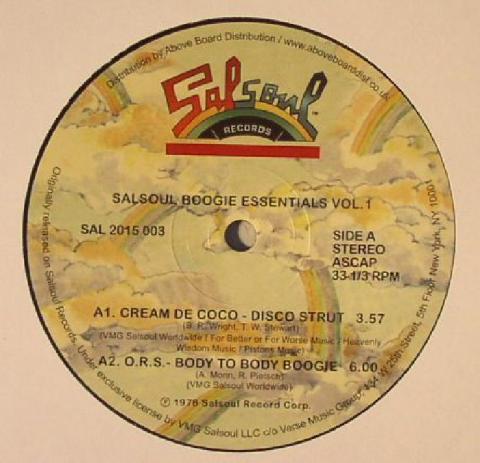 Distribution by Above Board Distribution / www.aboveboarddist.co.uk
Salsoul
RECORDS
SALSOUL BOOGIE ESSENTIALS VOL.1
SAL 2015 003
SIDE A
STEREO
ASCAP
33-1/3 RPM
A1. CREAM DE COCO - DISCO STRUT 3.57
(B. R. Wright, T. W. Stewart)
(VMG Salsoul Worldwide / For Better or For Worse Music / Heavenly
Wisdom Music / Pistons Music)
A2. O.R.S.- BODY TO BODY BOOGIE 6.00
(A. Morin, R. Pietsch)
(VMG Salsoul Worldwide)
℗ 1978 Salsoul Record Corp.
Originally released on Salsoul Records. Under exclusive license by VMG Salsoul LLC c/o Verse Music Group, W. 25th Street, 5th Floor New York, NY 10001